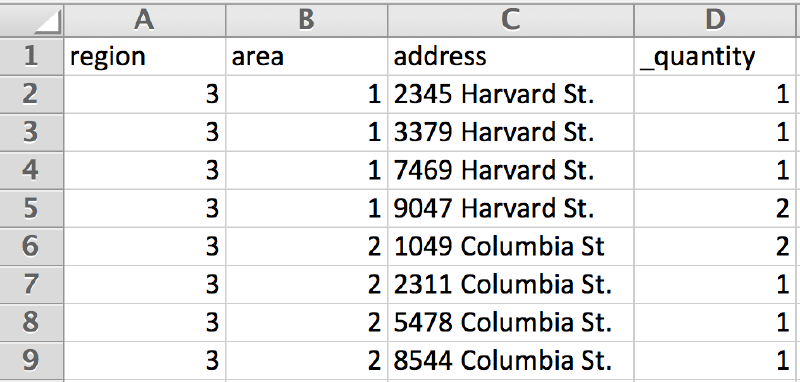 A B C D
1 region area address _quantity
2 3 1 2345 Harvard St. 1
3 3 1 3379 Harvard St. 1
4 3 1 7469 Harvard St. 1
5 3 1 9047 Harvard St. 2
6 3 2 1049 Columbia St 2
7 3 2 2311 Columbia St. 1
8 3 2 5478 Columbia St. 1
9 3 2 8544 Columbia St. 1